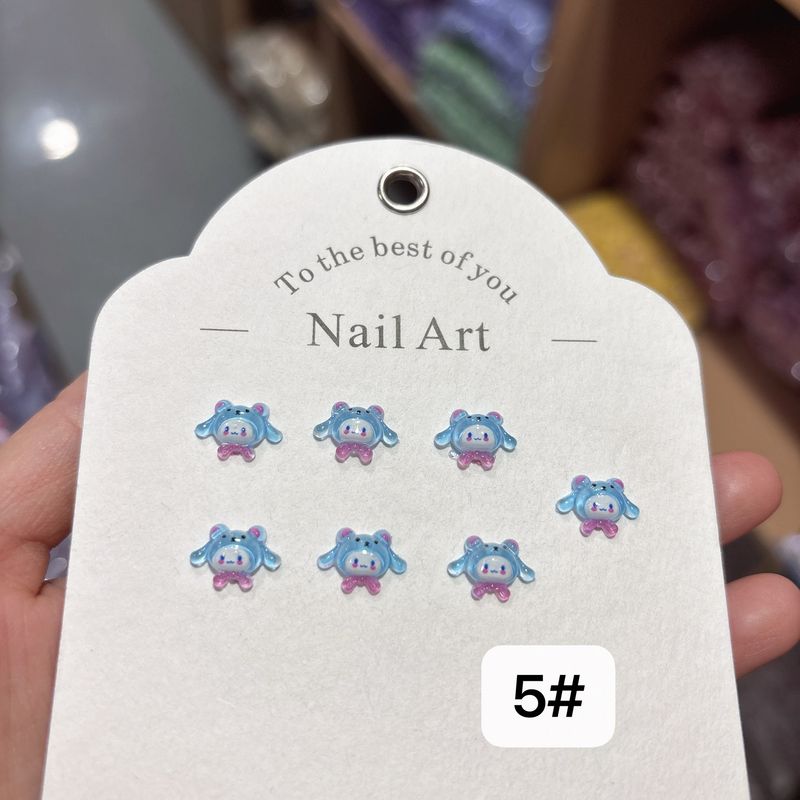 To the best of you
Nail Art
5#